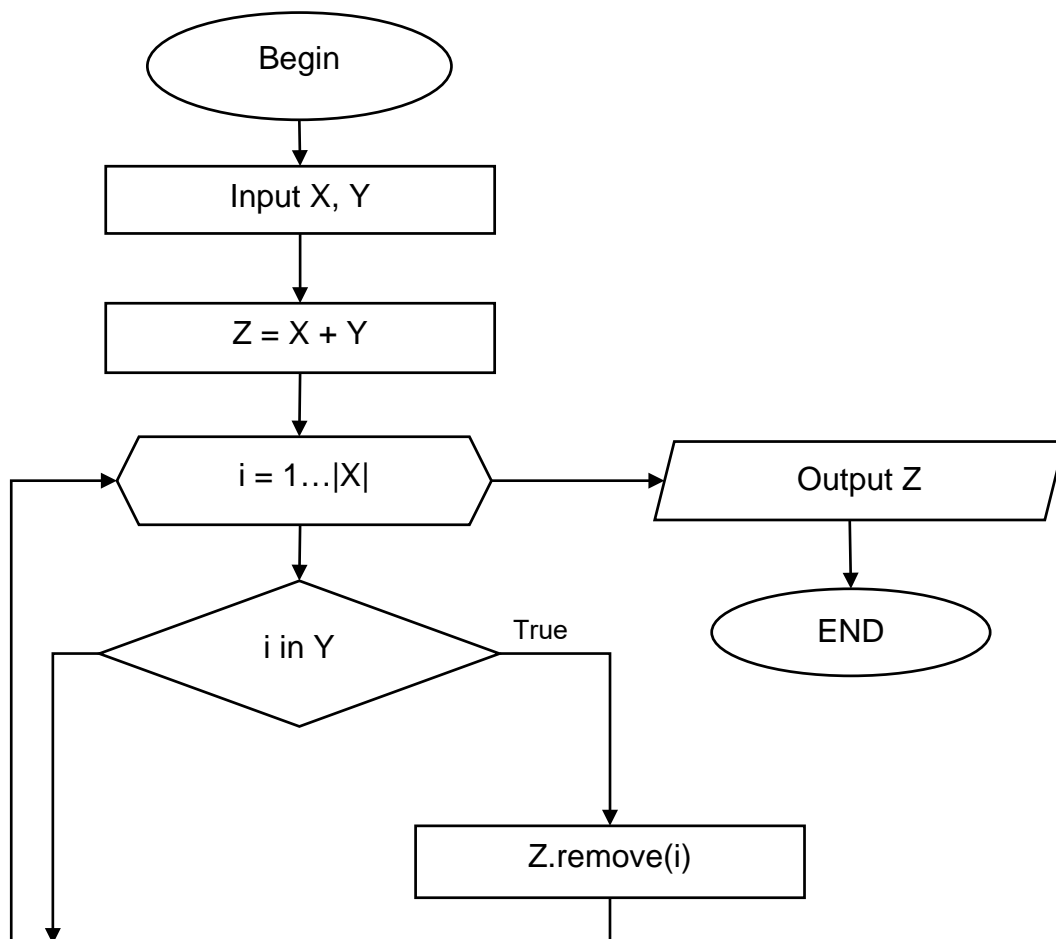 Begin
Input X, Y
Z = X + Y
i = 1…|X|
Output Z
i in Y
True
END
Z.remove(i)